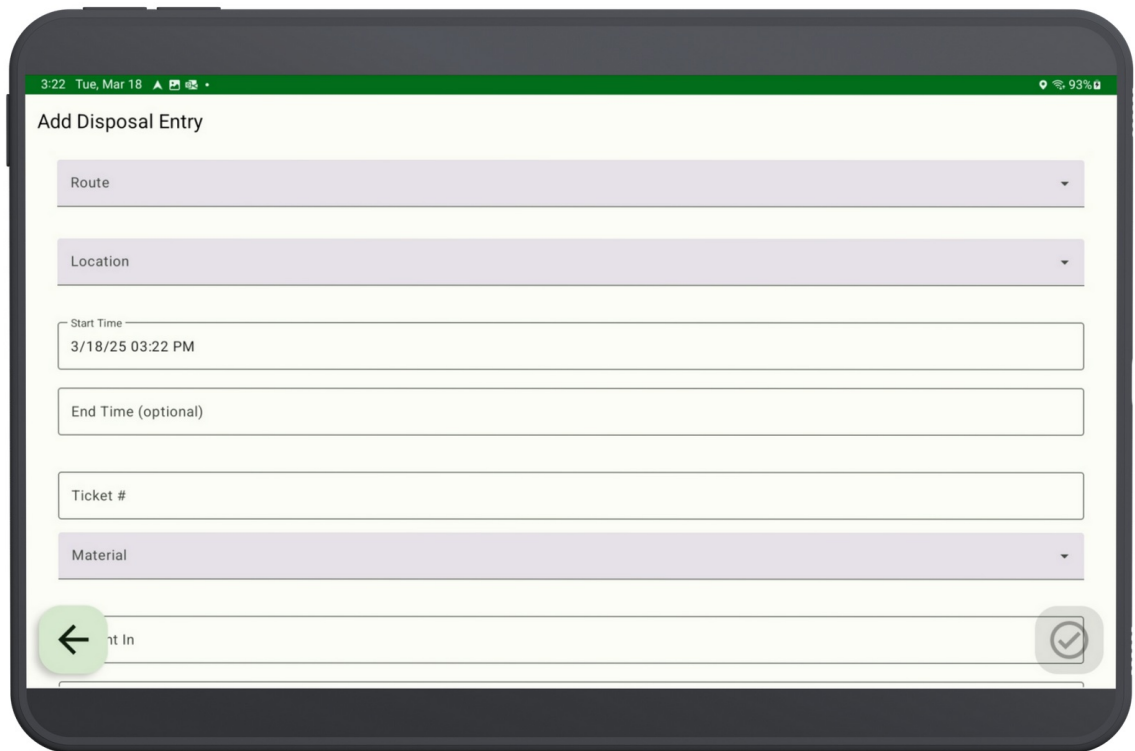 3:22 Tue, Mar 18 93%
Add Disposal Entry
Route
Location
Start Time
3/18/25 03:22 PM
End Time (optional)
Ticket #
Material
nt In